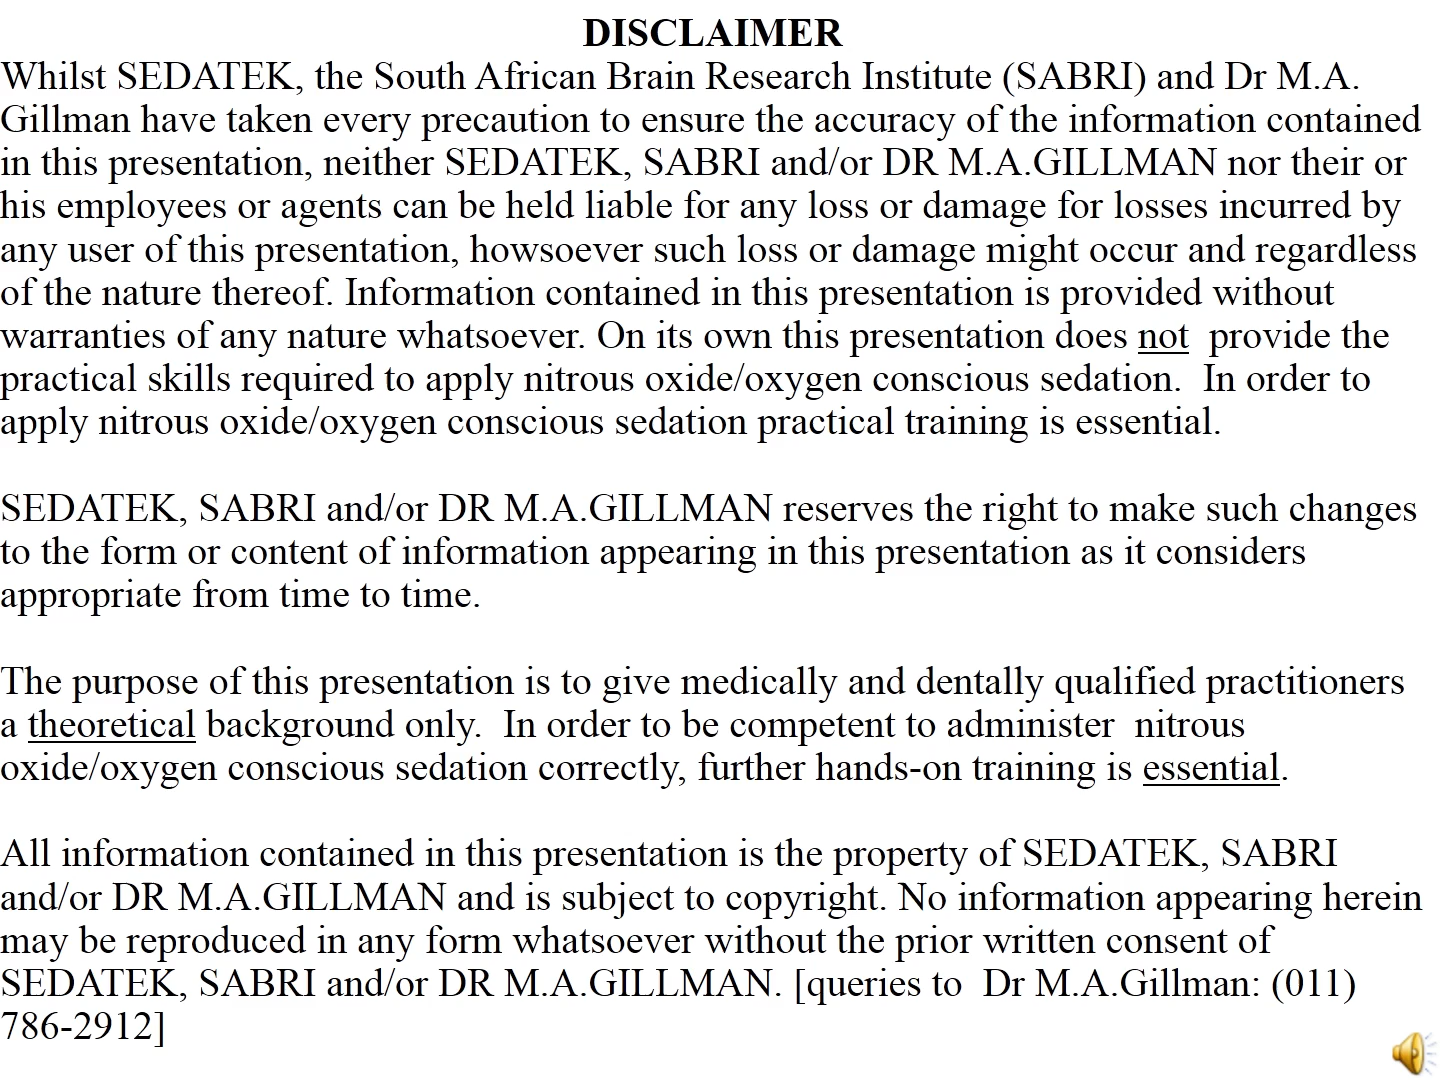 DISCLAIMER
Whilst SEDATEK, the South African Brain Research Institute (SABRI) and Dr M.A.
Gillman have taken every precaution to ensure the accuracy of the information contained
in this presentation, neither SEDATEK, SABRI and/or DR M.A.GILLMAN nor their or
his employees or agents can be held liable for any loss or damage for losses incurred by
any user of this presentation, howsoever such loss or damage might occur and regardless
of the nature thereof. Information contained in this presentation is provided without
warranties of any nature whatsoever. On its own this presentation does not  provide the
practical skills required to apply nitrous oxide/oxygen conscious sedation.  In order to
apply nitrous oxide/oxygen conscious sedation practical training is essential.
SEDATEK, SABRI and/or DR M.A.GILLMAN reserves the right to make such changes
to the form or content of information appearing in this presentation as it considers
appropriate from time to time.
The purpose of this presentation is to give medically and dentally qualified practitioners
a theoretical background only.  In order to be competent to administer  nitrous
oxide/oxygen conscious sedation correctly, further hands-on training is essential.
All information contained in this presentation is the property of SEDATEK, SABRI
and/or DR M.A.GILLMAN and is subject to copyright. No information appearing herein
may be reproduced in any form whatsoever without the prior written consent of
SEDATEK, SABRI and/or DR M.A.GILLMAN. [queries to  Dr M.A.Gillman: (011)
786-2912]